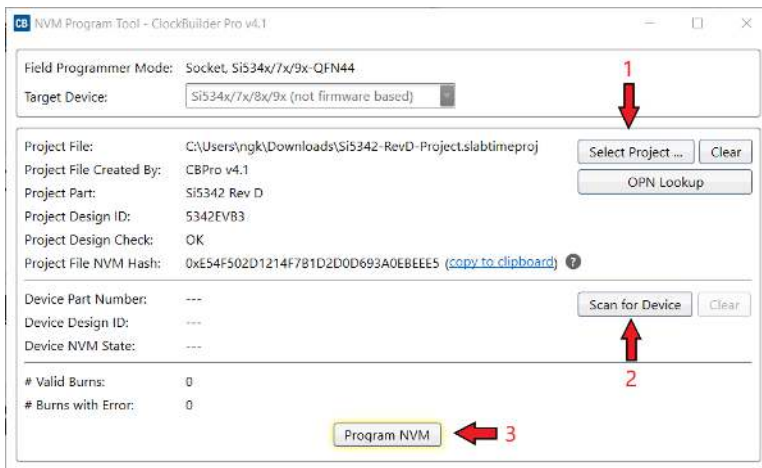 CB NVM Program Tool - ClockBuilder Pro v4.1
Field Programmer Mode: Socket, Si534x/7x/9x-QFN44
Target Device: Si534x/7x/8x/9x (not firmware based)
1
Project File: C:\Users\ngk\Downloads\Si5342-RevD-Project.slabtimeproj
Select Project ... Clear
Project File Created By: CBPro v4.1
OPN Lookup
Project Part: Si5342 Rev D
Project Design ID: 5342EVB3
Project Design Check: OK
Project File NVM Hash: 0xE54F502D1214F7B1D2D0D693A0EBEEE5 (copy to clipboard) ?
Device Part Number: ---
Scan for Device Clear
Device Design ID: ---
Device NVM State: ---
2
# Valid Burns: 0
# Burns with Error: 0
Program NVM 3